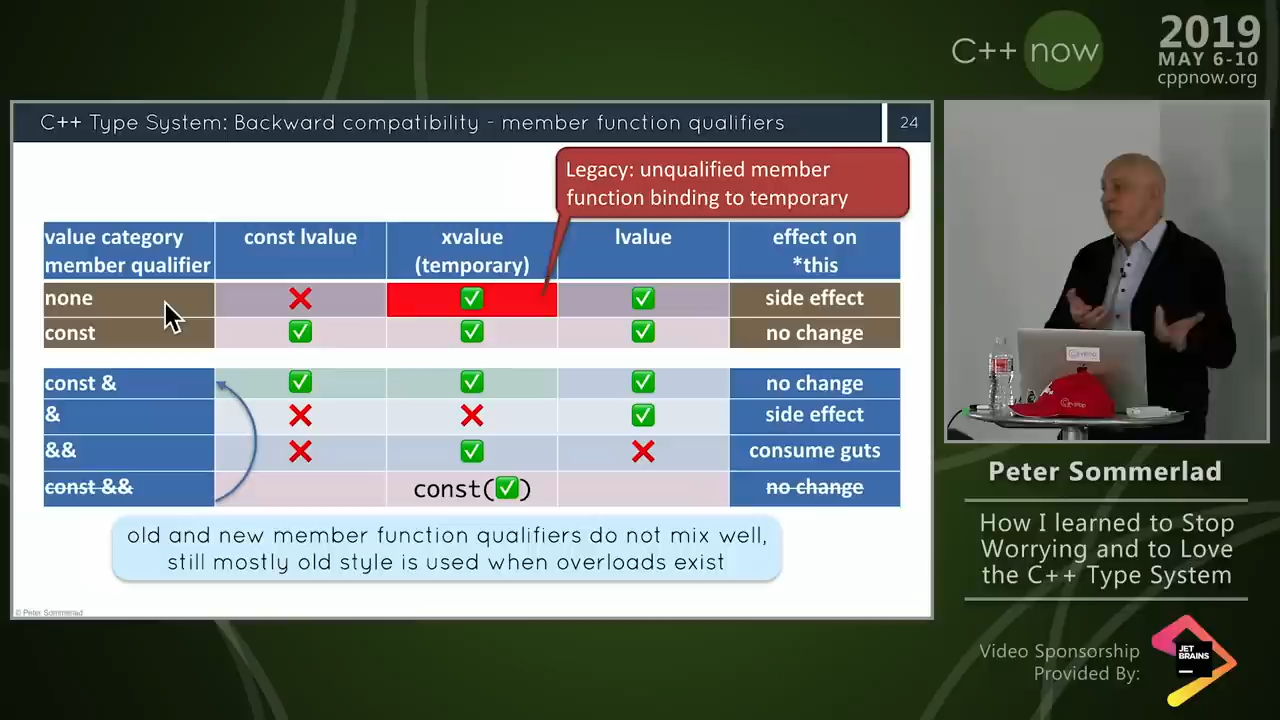 C++ now
2019
MAY 6-10
cppnow.org
C++ Type System: Backward compatibility - member function qualifiers
24
Legacy: unqualified member
function binding to temporary
value category
member qualifier
const lvalue
xvalue
(temporary)
lvalue
effect on
*this
none ❌ ✅ ✅ side effect
const ✅ ✅ ✅ no change
const & ✅ ✅ ✅ no change
& ❌ ❌ ✅ side effect
&& ❌ ✅ ❌ consume guts
const && const(✅) no change
old and new member function qualifiers do not mix well,
still mostly old style is used when overloads exist
© Peter Sommerlad
Peter Sommerlad
How I learned to Stop
Worrying and to Love
the C++ Type System
Video Sponsorship
Provided By:
JET
BRAINS